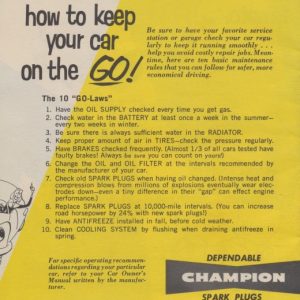 how to keep
your car
on the GO!
Be sure to have your favorite service
station or garage check your car regu-
larly to keep it running smoothly . . .
help you avoid costly repair jobs. Mean-
time, here are ten basic maintenance
rules that you can follow for safer, more
economical driving.
The 10 "GO-Laws"
1. Have the OIL SUPPLY checked every time you get gas.
2. Check water in the BATTERY at least once a week in the summer—
every two weeks in winter.
3. Be sure there is always sufficient water in the RADIATOR.
4. Keep proper amount of air in TIRES—check the pressure regularly.
5. Have BRAKES checked frequently. (Almost 1/3 of all cars tested have
faulty brakes! Always be sure you can count on yours!)
6. Change the OIL and OIL FILTER at the intervals recommended by
the manufacturer of your car.
7. Check old SPARK PLUGS when having oil changed. (Intense heat and
compression blows from millions of explosions eventually wear elec-
trodes down—even a tiny difference in their "gap" can effect engine
performance.)
8. Replace SPARK PLUGS at 10,000-mile intervals. (You can increase
road horsepower by 24% with new spark plugs!)
9. Have ANTIFREEZE installed in fall, before cold weather.
10. Clean COOLING SYSTEM by flushing when draining antifreeze in
spring.
For specific operating recommen-
dations regarding your particular
car, refer to your Car Owner's
Manual written by the manufac-
turer.
DEPENDABLE
CHAMPION
SPARK PLUGS